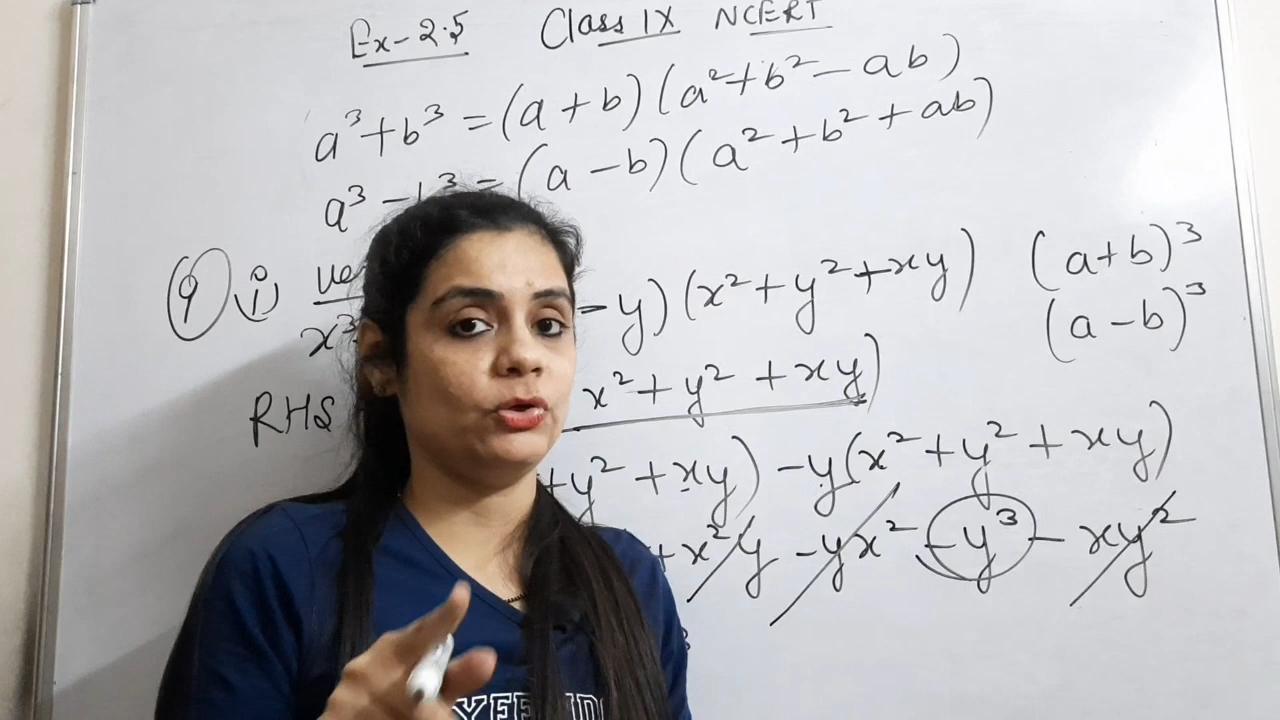 Ex-2.5 Class IX NCERT
a³+b³ = (a+b)(a²+b²-ab)
a³ - b³ = (a-b)(a²+b²+ab)
9 (i) -y)(x²+y²+xy) (a+b)³
x³ (a-b)³
RHS x²+y²+xy)
+y²+xy) -y(x²+y²+xy)
+x²y -yx² -y³ - xy²